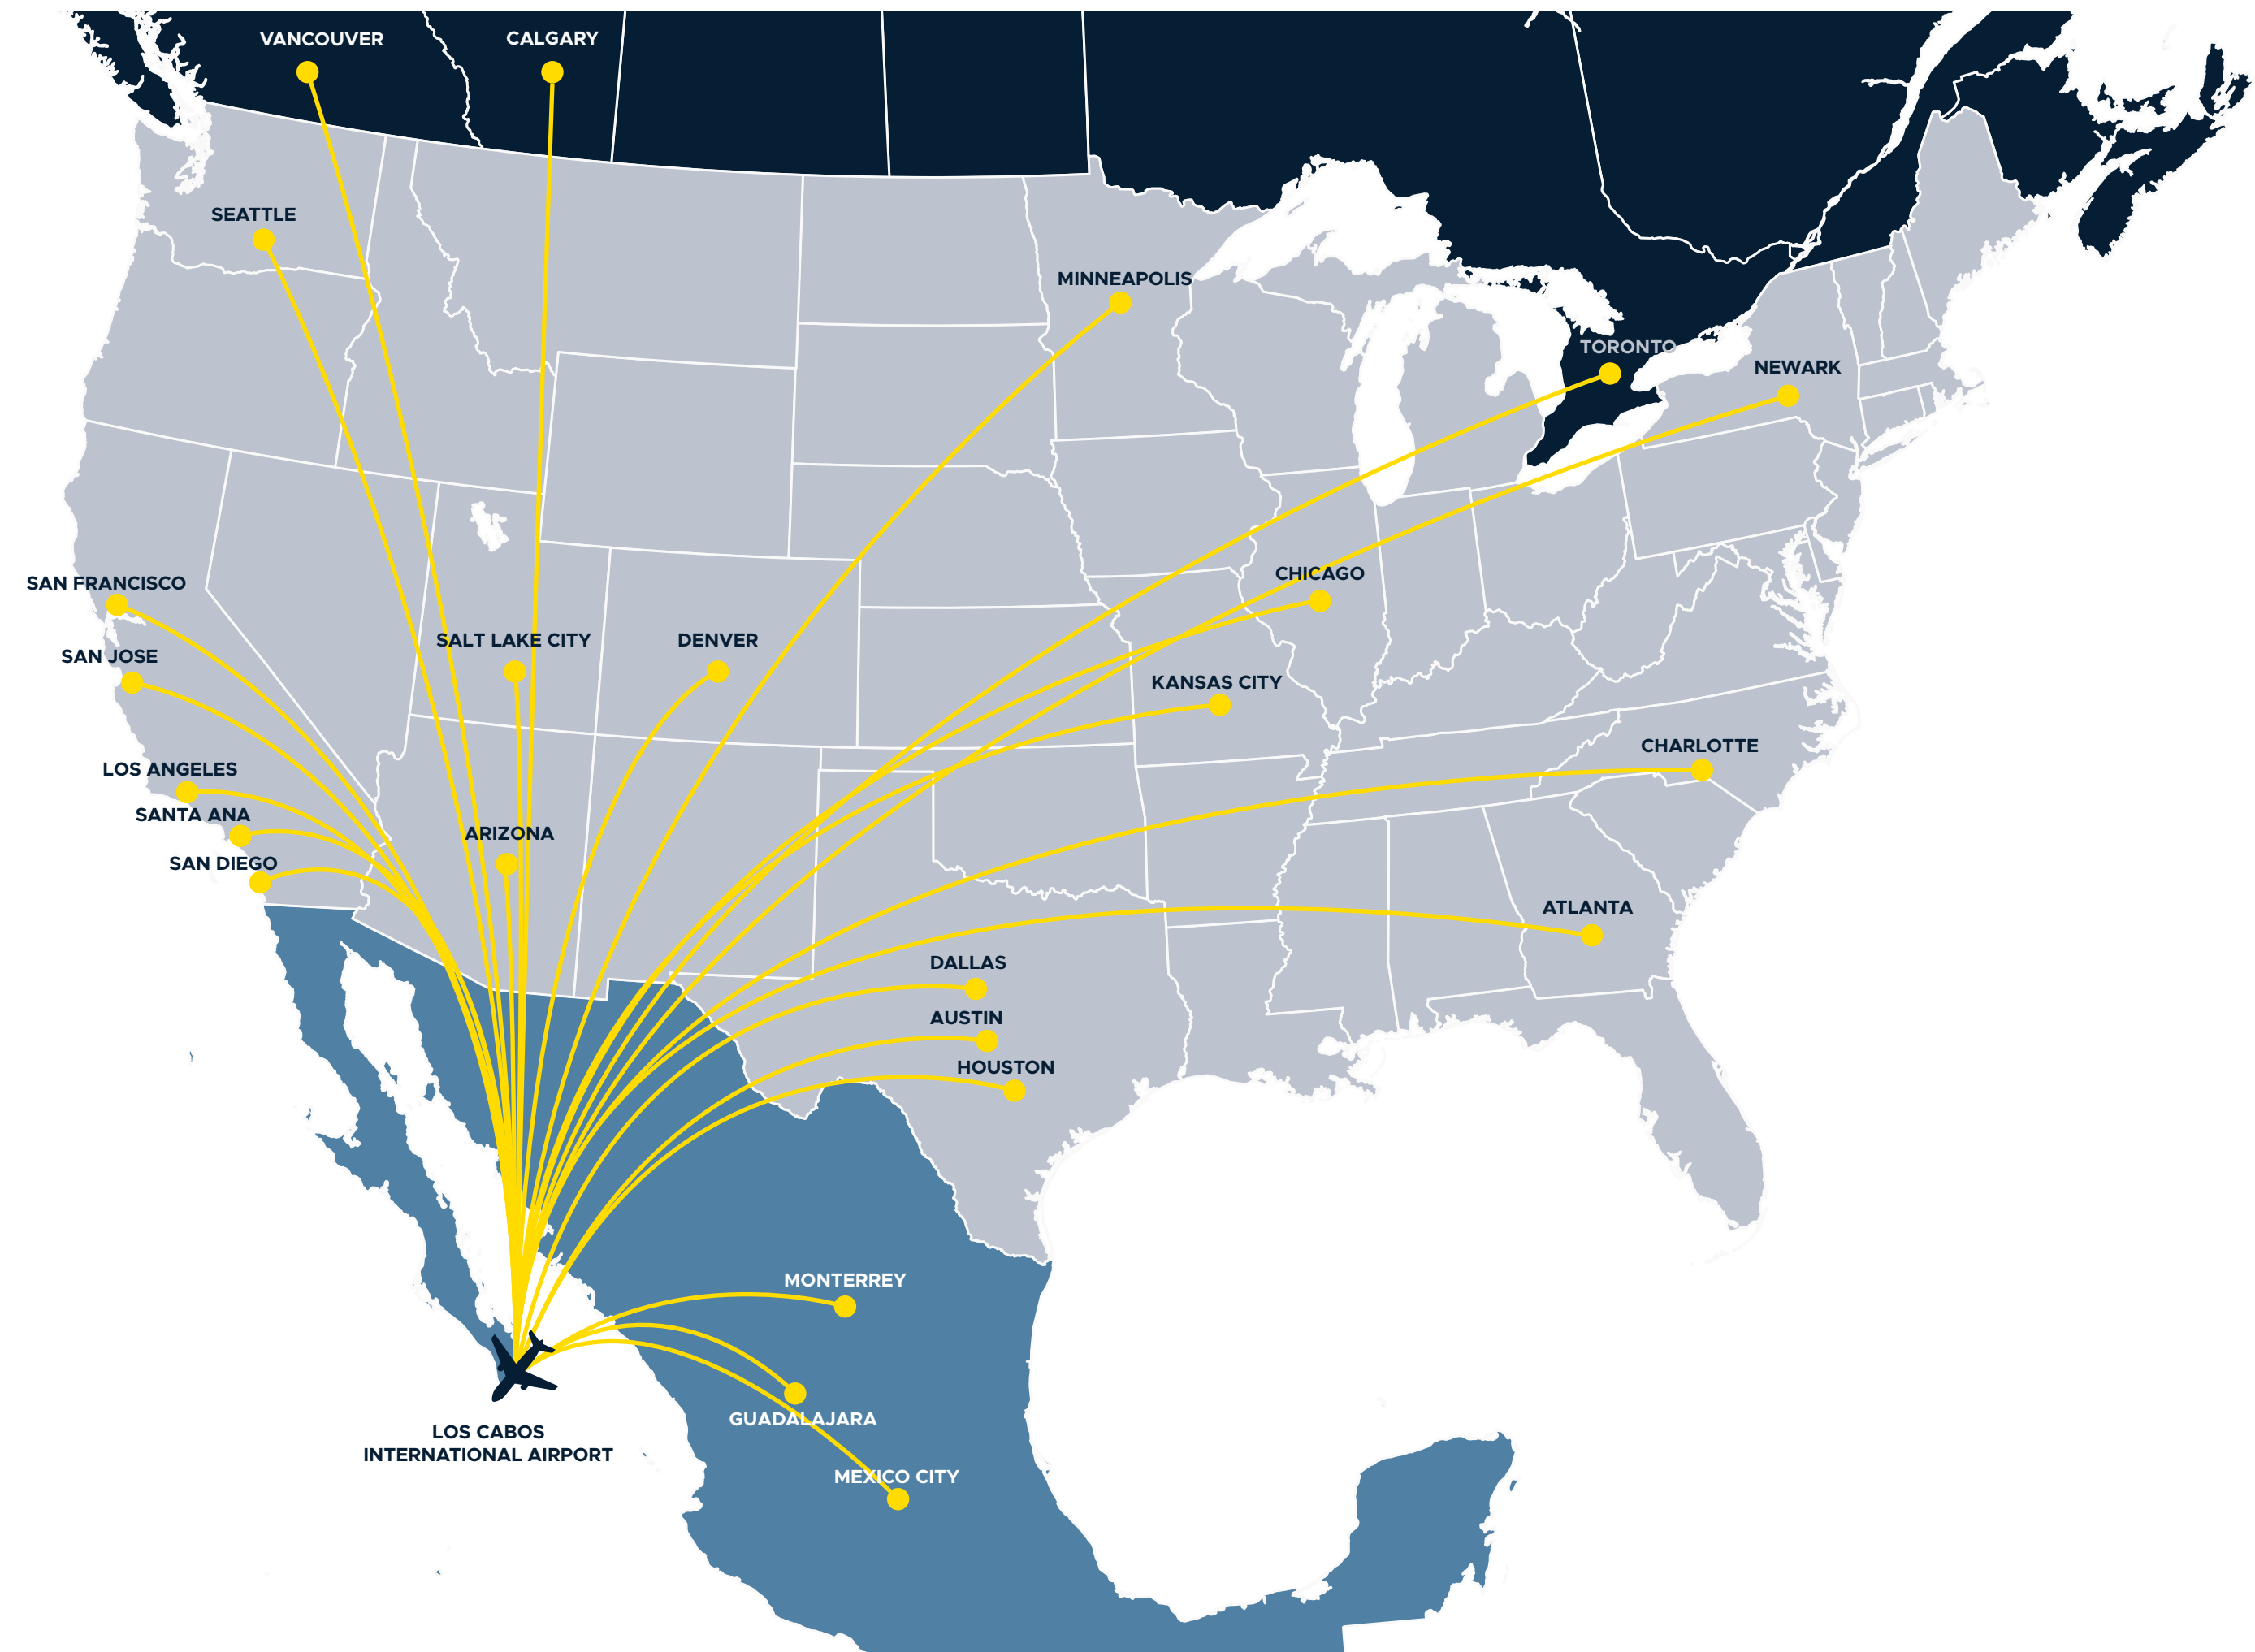 VANCOUVER
CALGARY
SEATTLE
MINNEAPOLIS
TORONTO
NEWARK
CHICAGO
SAN FRANCISCO
SALT LAKE CITY
DENVER
SAN JOSE
KANSAS CITY
CHARLOTTE
LOS ANGELES
SANTA ANA
ARIZONA
SAN DIEGO
ATLANTA
DALLAS
AUSTIN
HOUSTON
MONTERREY
GUADALAJARA
LOS CABOS
INTERNATIONAL AIRPORT
MEXICO CITY